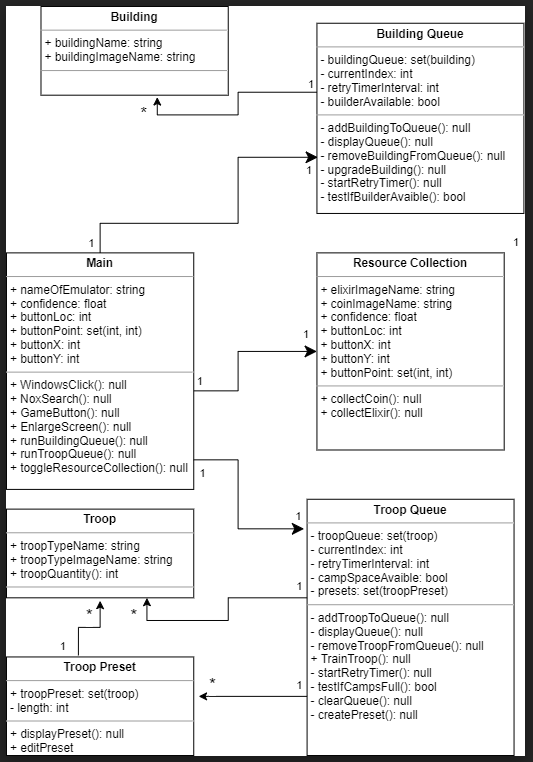 Building
+ buildingName: string
+ buildingImageName: string
*
1
Building Queue
- buildingQueue: set(building)
- currentIndex: int
- retryTimerInterval: int
- builderAvailable: bool
- addBuildingToQueue(): null
- displayQueue(): null
- removeBuildingFromQueue(): null
- upgradeBuilding(): null
- startRetryTimer(): null
- testIfBuilderAvaible(): bool
1
1
1
Main
+ nameOfEmulator: string
+ confidence: float
+ buttonLoc: int
+ buttonPoint: set(int, int)
+ buttonX: int
+ buttonY: int
+ WindowsClick(): null
+ NoxSearch(): null
+ GameButton(): null
+ EnlargeScreen(): null
+ runBuildingQueue(): null
+ runTroopQueue(): null
+ toggleResourceCollection(): null
1
1
1
Resource Collection
+ elixirImageName: string
+ coinImageName: string
+ confidence: float
+ buttonLoc: int
+ buttonX: int
+ buttonY: int
+ buttonPoint: set(int, int)
+ collectCoin(): null
+ collectElixir(): null
Troop
+ troopTypeName: string
+ troopTypeImageName: string
+ troopQuantity(): int
*
*
1
1
1
Troop Queue
- troopQueue: set(troop)
- currentIndex: int
- retyTimerInterval: int
- campSpaceAvaible: bool
- presets: set(troopPreset)
- addTroopToQueue(): null
- displayQueue(): null
- removeTroopFromQueue(): null
+ TrainTroop(): null
- startRetryTimer(): null
- testIfCampsFull(): bool
- clearQueue(): null
- createPreset(): null
*
1
Troop Preset
+ troopPreset: set(troop)
- length: int
+ displayPreset(): null
+ editPreset